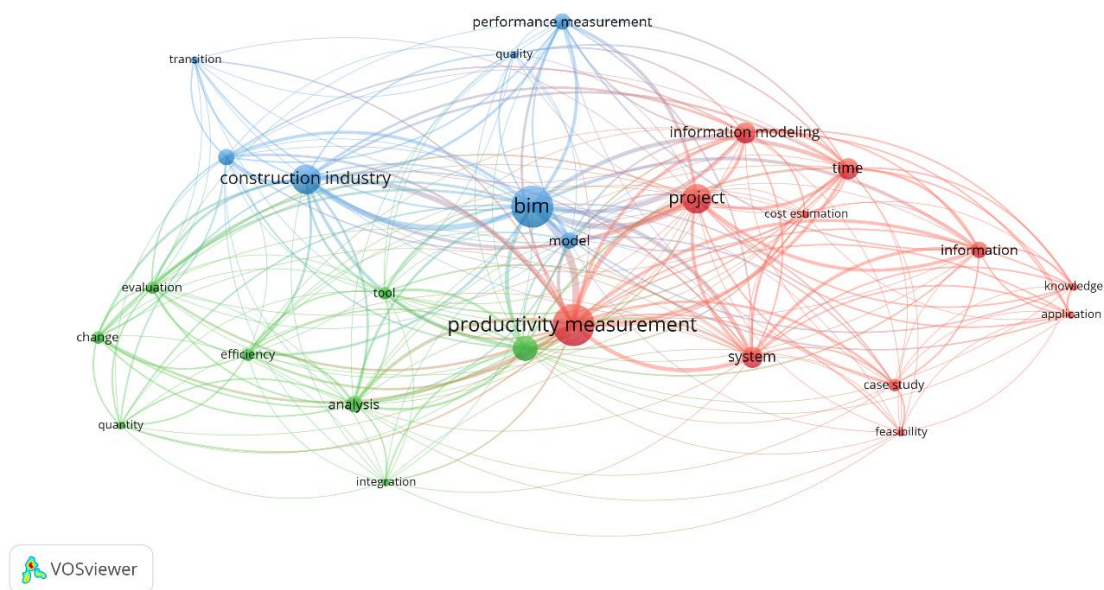 performance measurement
quality
transition
information modeling
time
construction industry
bim
project
cost estimation
model
information
evaluation
tool
knowledge
application
productivity measurement
change
efficiency
system
case study
analysis
quantity
feasibility
integration
VOSviewer